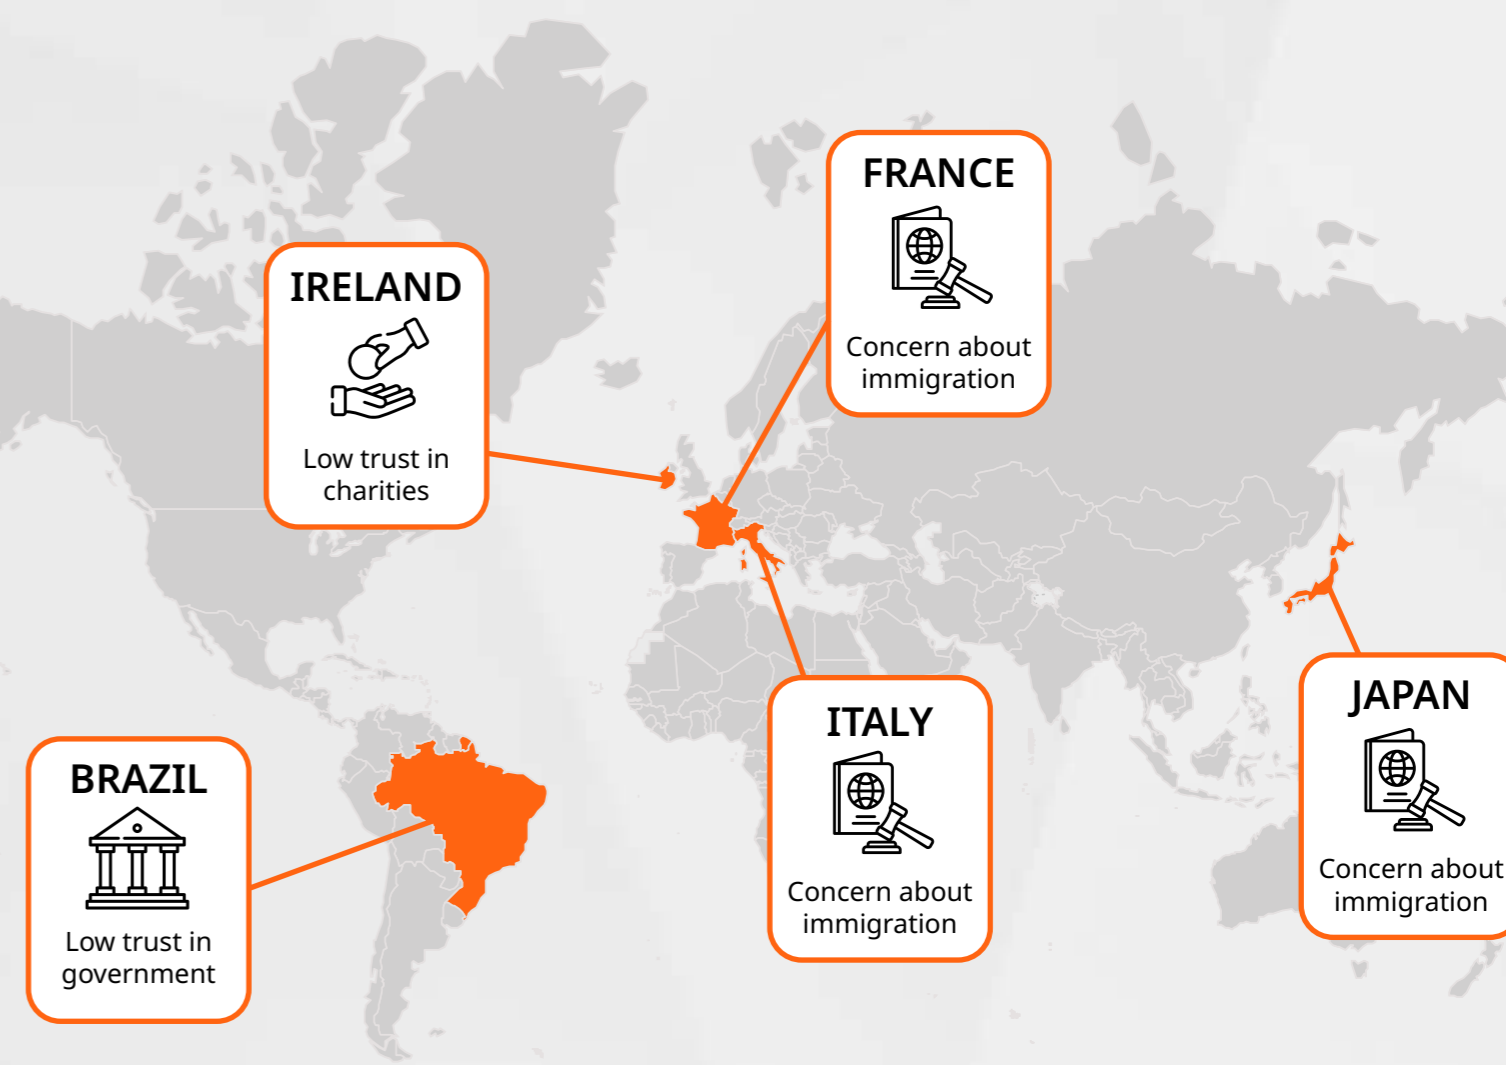 FRANCE
Concern about
immigration
IRELAND
Low trust in
charities
ITALY
Concern about
immigration
JAPAN
Concern about
immigration
BRAZIL
Low trust in
government